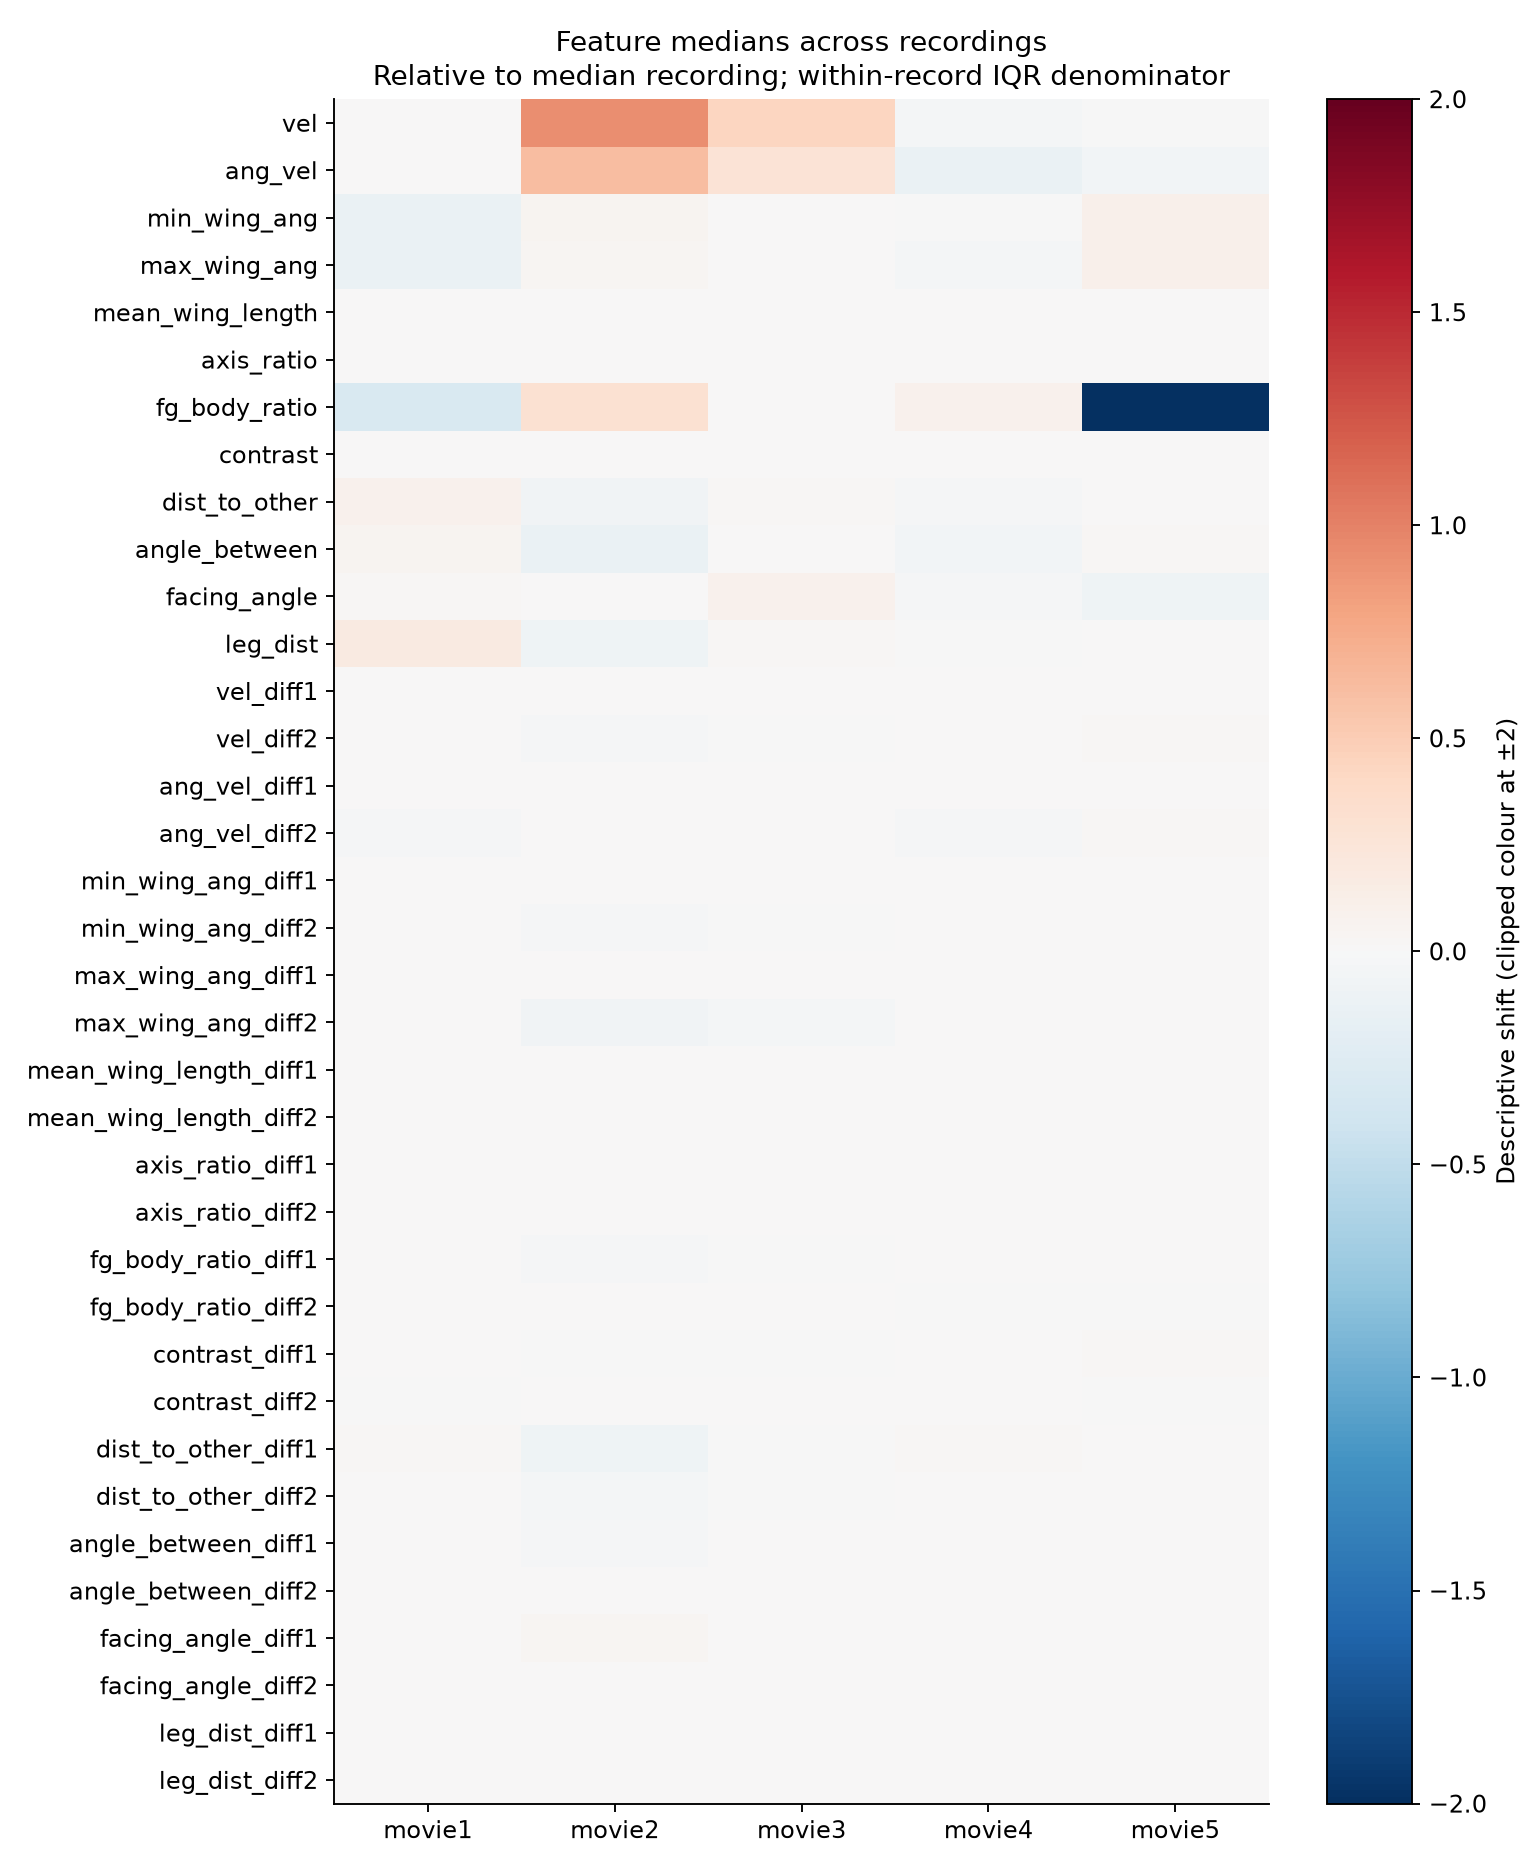 Feature medians across recordings
Relative to median recording; within-record IQR denominator
vel
ang_vel
min_wing_ang
max_wing_ang
mean_wing_length
axis_ratio
fg_body_ratio
contrast
dist_to_other
angle_between
facing_angle
leg_dist
vel_diff1
vel_diff2
ang_vel_diff1
ang_vel_diff2
min_wing_ang_diff1
min_wing_ang_diff2
max_wing_ang_diff1
max_wing_ang_diff2
mean_wing_length_diff1
mean_wing_length_diff2
axis_ratio_diff1
axis_ratio_diff2
fg_body_ratio_diff1
fg_body_ratio_diff2
contrast_diff1
contrast_diff2
dist_to_other_diff1
dist_to_other_diff2
angle_between_diff1
angle_between_diff2
facing_angle_diff1
facing_angle_diff2
leg_dist_diff1
leg_dist_diff2
movie1 movie2 movie3 movie4 movie5
2.0
1.5
1.0
0.5
0.0
−0.5
−1.0
−1.5
−2.0
Descriptive shift (clipped colour at ±2)